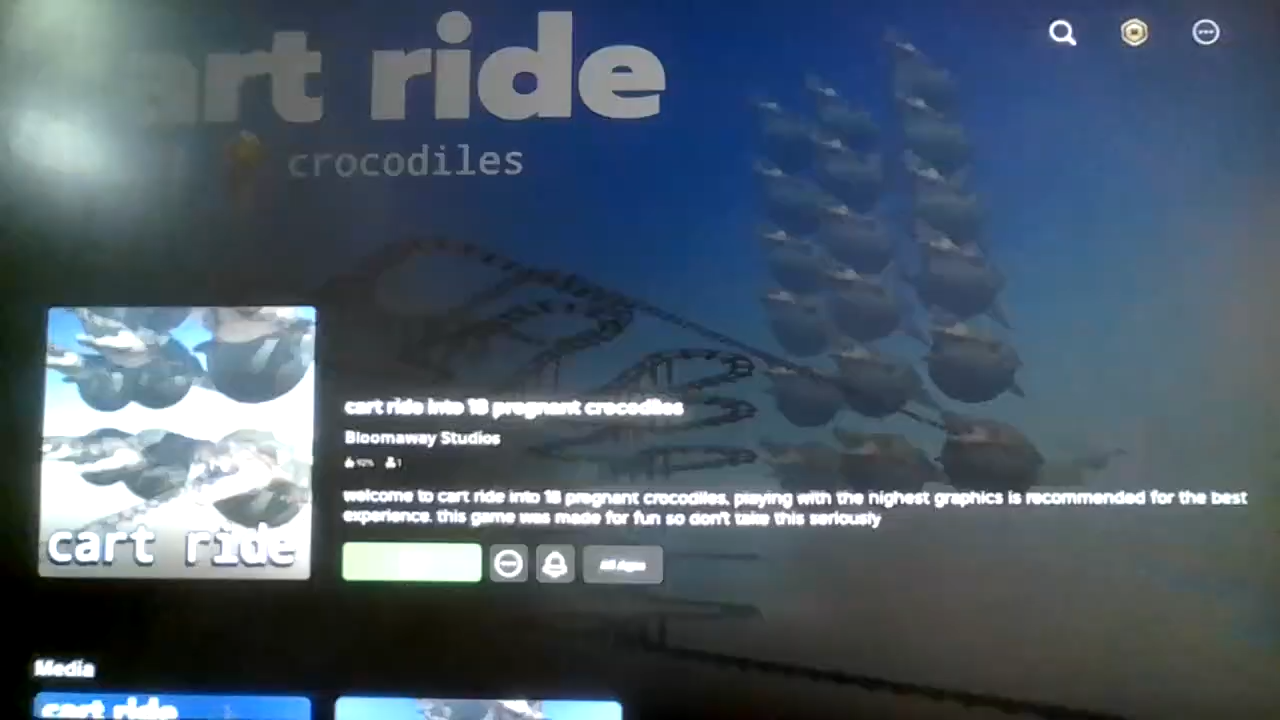 art ride
crocodiles
cart ride into 18 pregnant crocodiles
Bloomaway Studios
92% 1
welcome to cart ride into 18 pregnant crocodiles. playing with the highest graphics is recommended for the best
experience. this game was made for fun so don't take this seriously
cart ride
All Ages
Media
cart ride